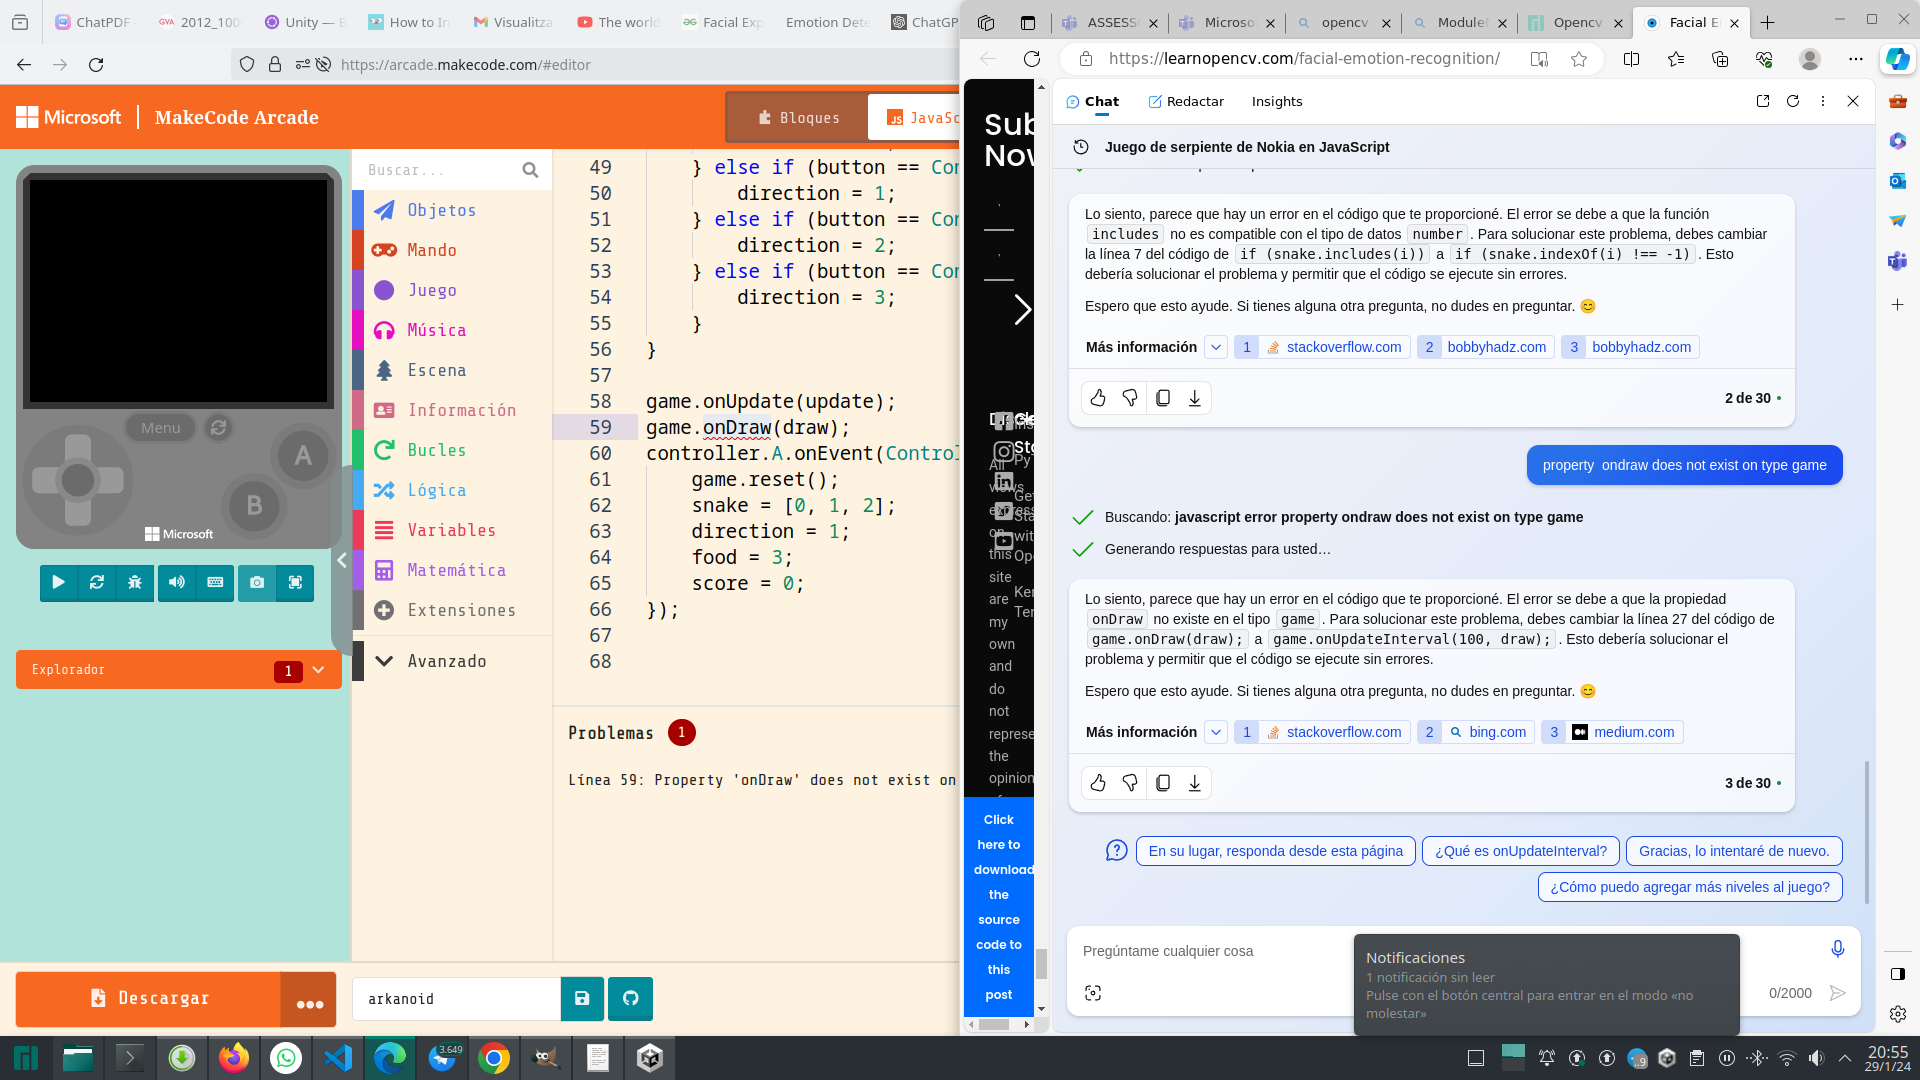 ChatPDF
GVA 2012_100
Unity —
How to In
Visualitza
The world
Facial Exp
Emotion Dete
ChatGP
https://arcade.makecode.com/#editor
Microsoft
MakeCode Arcade
Bloques
JavaSc
Menu
A
B
Microsoft
Explorador
1
Buscar...
Objetos
Mando
Juego
Música
Escena
Información
Bucles
Lógica
Variables
Matemática
Extensiones
Avanzado
49 } else if (button == Con
50 direction = 1;
51 } else if (button == Con
52 direction = 2;
53 } else if (button == Con
54 direction = 3;
55 }
56 }
57
58 game.onUpdate(update);
59 game.onDraw(draw);
60 controller.A.onEvent(Control
61 game.reset();
62 snake = [0, 1, 2];
63 direction = 1;
64 food = 3;
65 score = 0;
66 });
67
68
Problemas 1
Línea 59: Property 'onDraw' does not exist on
Descargar
arkanoid
ASSESS
Microsof
opencv
Module
Opencv
Facial E
https://learnopencv.com/facial-emotion-recognition/
Sub
Now
All
views
express
on
this
site
are
my
own
and
do
not
represe
the
opinion
Click
here to
download
the
source
code to
this
post
Chat
Redactar
Insights
Juego de serpiente de Nokia en JavaScript
Lo siento, parece que hay un error en el código que te proporcioné. El error se debe a que la función
includes no es compatible con el tipo de datos number. Para solucionar este problema, debes cambiar
la línea 7 del código de if (snake.includes(i)) a if (snake.indexOf(i) !== -1). Esto
debería solucionar el problema y permitir que el código se ejecute sin errores.
Espero que esto ayude. Si tienes alguna otra pregunta, no dudes en preguntar. 😊
Más información 1 stackoverflow.com 2 bobbyhadz.com 3 bobbyhadz.com
2 de 30
property ondraw does not exist on type game
Buscando: javascript error property ondraw does not exist on type game
Generando respuestas para usted…
Lo siento, parece que hay un error en el código que te proporcioné. El error se debe a que la propiedad
onDraw no existe en el tipo game. Para solucionar este problema, debes cambiar la línea 27 del código de
game.onDraw(draw); a game.onUpdateInterval(100, draw);. Esto debería solucionar el
problema y permitir que el código se ejecute sin errores.
Espero que esto ayude. Si tienes alguna otra pregunta, no dudes en preguntar. 😊
Más información 1 stackoverflow.com 2 bing.com 3 medium.com
3 de 30
En su lugar, responda desde esta página
¿Qué es onUpdateInterval?
Gracias, lo intentaré de nuevo.
¿Cómo puedo agregar más niveles al juego?
Pregúntame cualquier cosa
0/2000
Notificaciones
1 notificación sin leer
Pulse con el botón central para entrar en el modo «no
molestar»
3.649
20:55
29/1/24